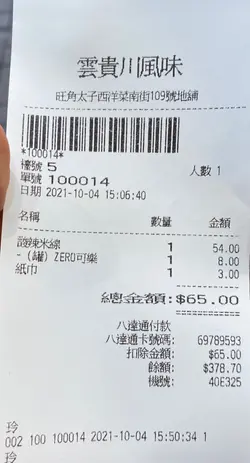 雲貴川風味
旺角太子西洋菜南街109號地舖
*100014*
檯號 5 人數 1
單號 100014
日期 2021-10-04 15:06:40
名稱 數量 金額
酸辣米線 1 54.00
- (罐) ZERO可樂 1 8.00
紙巾 1 3.00
總金額:$65.00
八達通付款
八達通卡號碼: 69789593
扣除金額: $65.00
餘額: $378.70
機號: 40E325
玲
002 100 100014 2021-10-04 15:50:34 1
玲